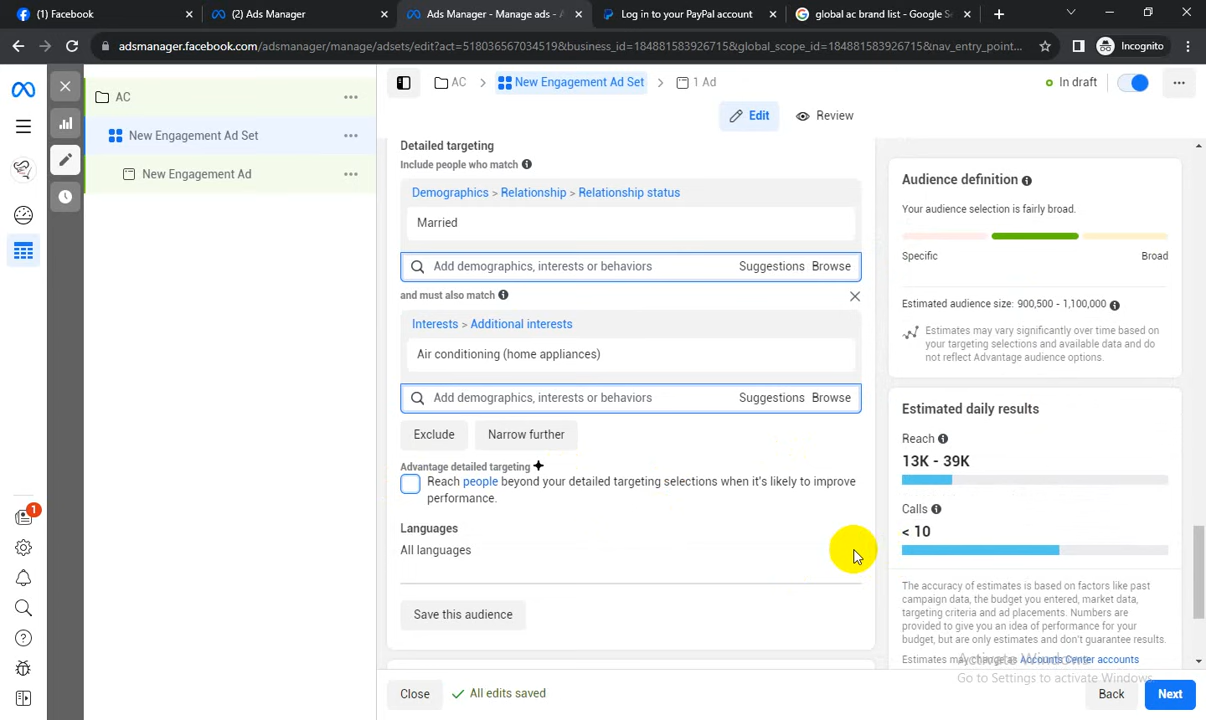 (1) Facebook
(2) Ads Manager
Ads Manager - Manage ads - A
Log in to your PayPal account
global ac brand list - Google S
adsmanager.facebook.com/adsmanager/manage/adsets/edit?act=518036567034519&business_id=184881583926715&global_scope_id=184881583926715&nav_entry_point...
Incognito
AC
New Engagement Ad Set
New Engagement Ad
AC
New Engagement Ad Set
1 Ad
In draft
Edit
Review
Detailed targeting
Include people who match
Demographics > Relationship > Relationship status
Married
Add demographics, interests or behaviors
Suggestions
Browse
and must also match
Interests > Additional interests
Air conditioning (home appliances)
Add demographics, interests or behaviors
Suggestions
Browse
Exclude
Narrow further
Advantage detailed targeting
Reach people beyond your detailed targeting selections when it's likely to improve
performance.
Languages
All languages
Save this audience
Audience definition
Your audience selection is fairly broad.
Specific
Broad
Estimated audience size: 900,500 - 1,100,000
Estimates may vary significantly over time based on
your targeting selections and available data and do
not reflect Advantage audience options.
Estimated daily results
Reach
13K - 39K
Calls
< 10
The accuracy of estimates is based on factors like past
campaign data, the budget you entered, market data,
targeting criteria and ad placements. Numbers are
provided to give you an idea of performance for your
budget, but are only estimates and don't guarantee results.
Estimates may change as Accounts Center accounts
Activate Windows
Go to Settings to activate Windows.
1
Close
All edits saved
Back
Next